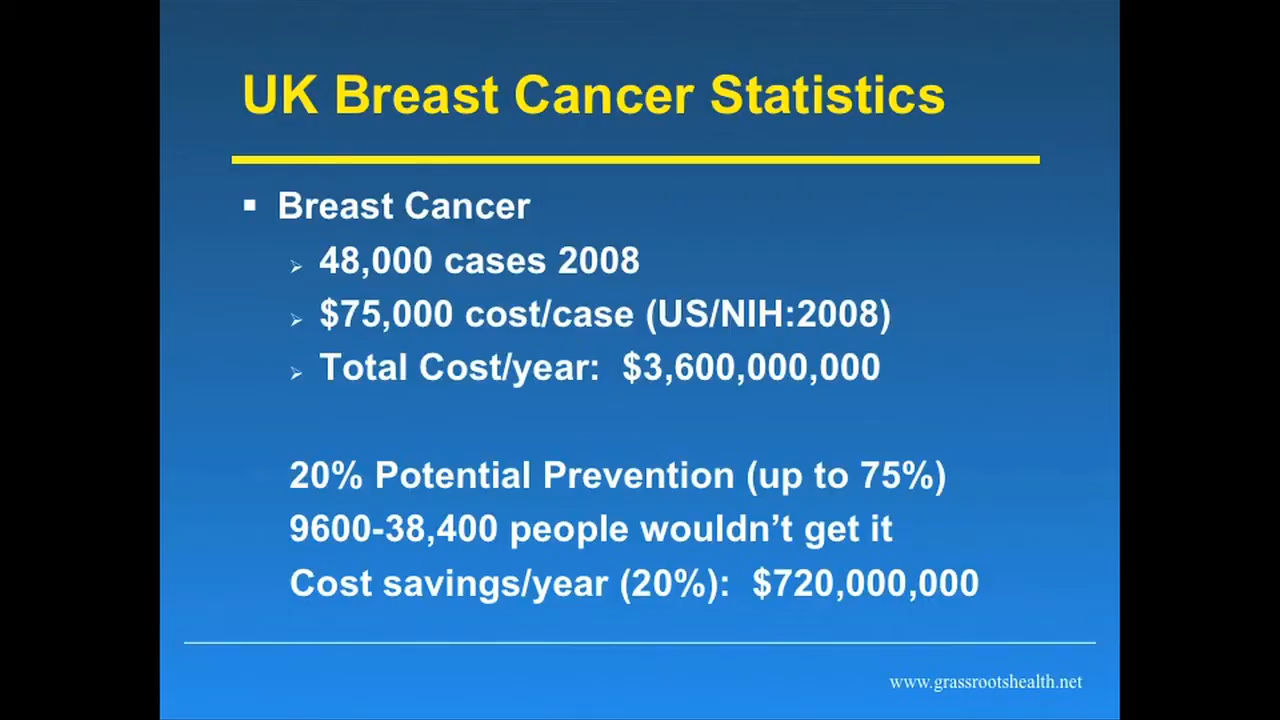 UK Breast Cancer Statistics
▪ Breast Cancer
➢ 48,000 cases 2008
➢ $75,000 cost/case (US/NIH:2008)
➢ Total Cost/year: $3,600,000,000
20% Potential Prevention (up to 75%)
9600-38,400 people wouldn’t get it
Cost savings/year (20%): $720,000,000
www.grassrootshealth.net